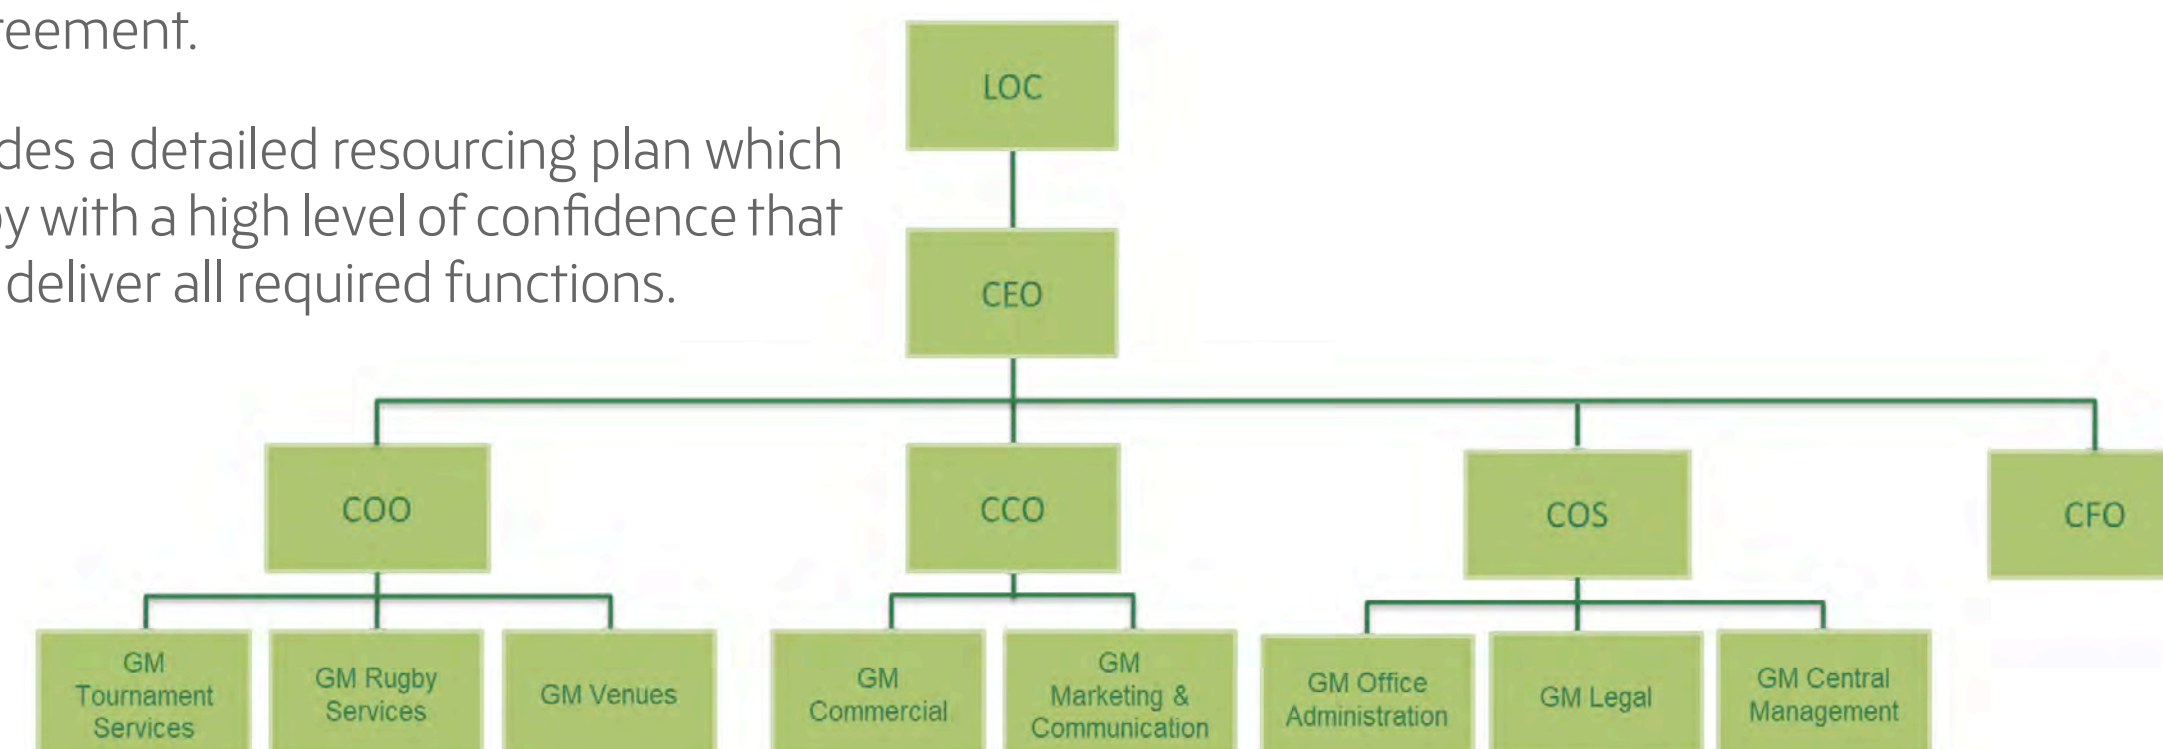 reement.
des a detailed resourcing plan which
y with a high level of confidence that
deliver all required functions.
LOC
CEO
COO
CCO
COS
CFO
GM
Tournament
Services
GM Rugby
Services
GM Venues
GM
Commercial
GM
Marketing &
Communication
GM Office
Administration
GM Legal
GM Central
Management